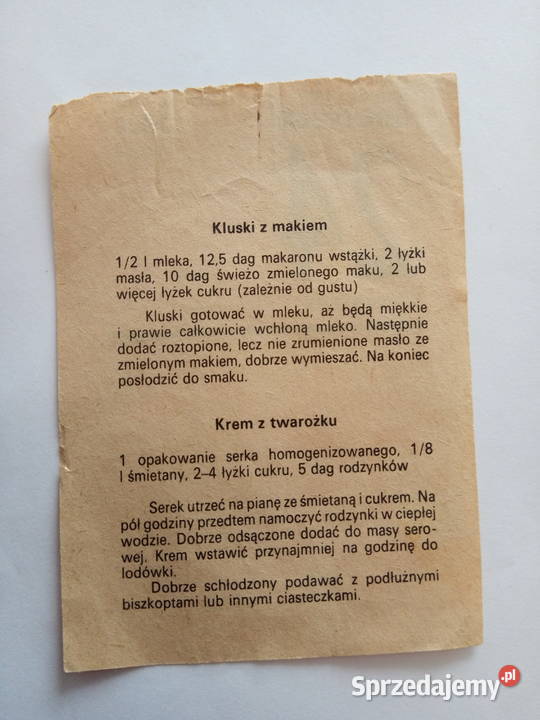 Kluski z makiem
1/2 l mleka, 12,5 dag makaronu wstążki, 2 łyżki
masła, 10 dag świeżo zmielonego maku, 2 lub
więcej łyżek cukru (zależnie od gustu)
Kluski gotować w mleku, aż będą miękkie
i prawie całkowicie wchłoną mleko. Następnie
dodać roztopione, lecz nie zrumienione masło ze
zmielonym makiem, dobrze wymieszać. Na koniec
posłodzić do smaku.
Krem z twarożku
1 opakowanie serka homogenizowanego, 1/8
l śmietany, 2–4 łyżki cukru, 5 dag rodzynków
Serek utrzeć na pianę ze śmietaną i cukrem. Na
pół godziny przedtem namoczyć rodzynki w ciepłej
wodzie. Dobrze odsączone dodać do masy sero-
wej. Krem wstawić przynajmniej na godzinę do
lodówki.
Dobrze schłodzony podawać z podłużnymi
biszkoptami lub innymi ciasteczkami.
Sprzedajemy.pl